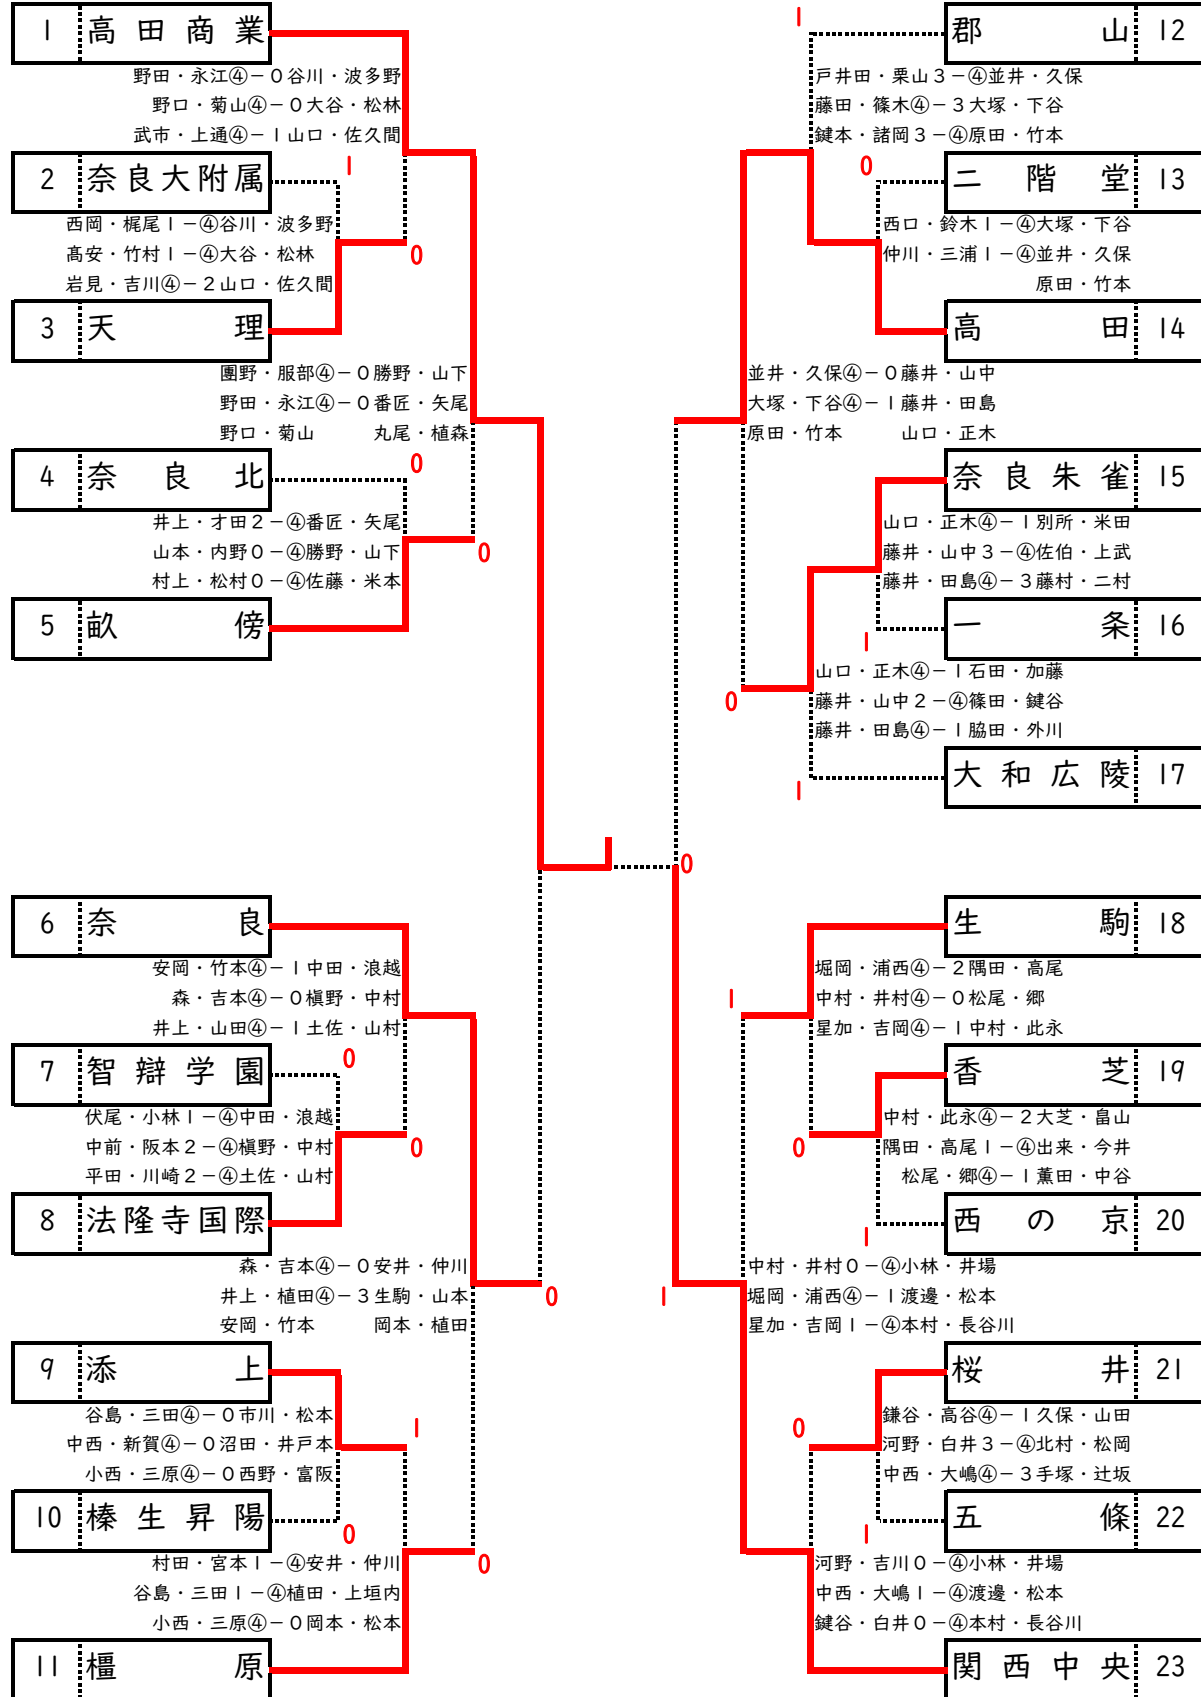 1 高田商業
野田・永江④－0谷川・波多野
野口・菊山④－0大谷・松林
武市・上通④－1山口・佐久間
1
2 奈良大附属
西岡・梶尾1－④谷川・波多野
髙安・竹村1－④大谷・松林
0
岩見・吉川④－2山口・佐久間
3 天理
團野・服部④－0勝野・山下
野田・永江④－0番匠・矢尾
野口・菊山 丸尾・植森
0
4 奈良北
井上・才田2－④番匠・矢尾
山本・内野0－④勝野・山下
0
村上・松村0－④佐藤・米本
5 畝傍
6 奈良
安岡・竹本④－1中田・浪越
森・吉本④－0槇野・中村
井上・山田④－1土佐・山村
0
7 智辯学園
伏尾・小林1－④中田・浪越
中前・阪本2－④槇野・中村
0
平田・川崎2－④土佐・山村
8 法隆寺国際
森・吉本④－0安井・仲川
井上・植田④－3生駒・山本
0
安岡・竹本 岡本・植田
9 添上
谷島・三田④－0市川・松本
1
中西・新賀④－0沼田・井戸本
小西・三原④－0西野・富阪
10 榛生昇陽
0
村田・宮本1－④安井・仲川
0
谷島・三田1－④植田・上垣内
小西・三原④－0岡本・松本
11 橿原
1
郡山 12
戸井田・栗山3－④並井・久保
藤田・篠木④－3大塚・下谷
鍵本・諸岡3－④原田・竹本
0
二階堂 13
西口・鈴木1－④大塚・下谷
仲川・三浦1－④並井・久保
原田・竹本
高田 14
並井・久保④－0藤井・山中
大塚・下谷④－1藤井・田島
原田・竹本 山口・正木
奈良朱雀 15
山口・正木④－1別所・米田
藤井・山中3－④佐伯・上武
藤井・田島④－3藤村・二村
一条 16
1
山口・正木④－1石田・加藤
藤井・山中2－④篠田・鍵谷
0
藤井・田島④－1脇田・外川
大和広陵 17
1
0
生駒 18
堀岡・浦西④－2隅田・高尾
1
中村・井村④－0松尾・郷
星加・吉岡④－1中村・此永
香芝 19
中村・此永④－2大芝・畠山
隅田・高尾1－④出来・今井
0
松尾・郷④－1薫田・中谷
西の京 20
1
中村・井村0－④小林・井場
堀岡・浦西④－1渡邊・松本
1
星加・吉岡1－④本村・長谷川
桜井 21
鎌谷・高谷④－1久保・山田
0
河野・白井3－④北村・松岡
中西・大嶋④－3手塚・辻坂
五條 22
1
河野・吉川0－④小林・井場
中西・大嶋1－④渡邊・松本
鍵谷・白井0－④本村・長谷川
関西中央 23